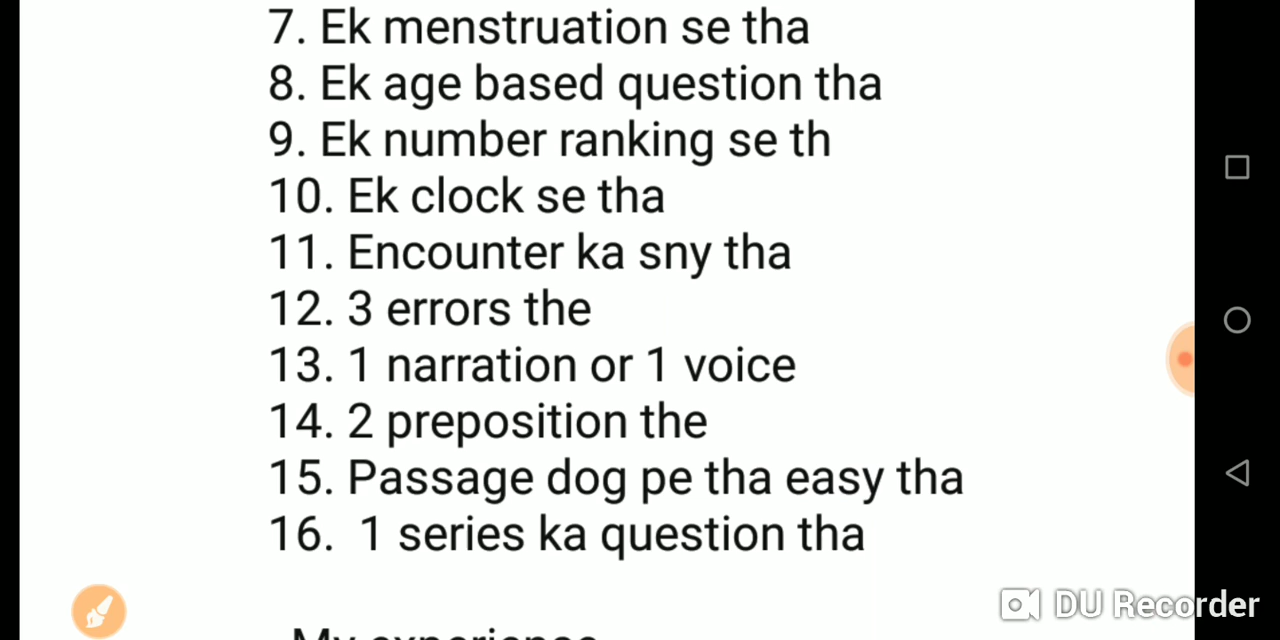 7. Ek menstruation se tha
8. Ek age based question tha
9. Ek number ranking se th
10. Ek clock se tha
11. Encounter ka sny tha
12. 3 errors the
13. 1 narration or 1 voice
14. 2 preposition the
15. Passage dog pe tha easy tha
16. 1 series ka question tha
My experience
DU Recorder